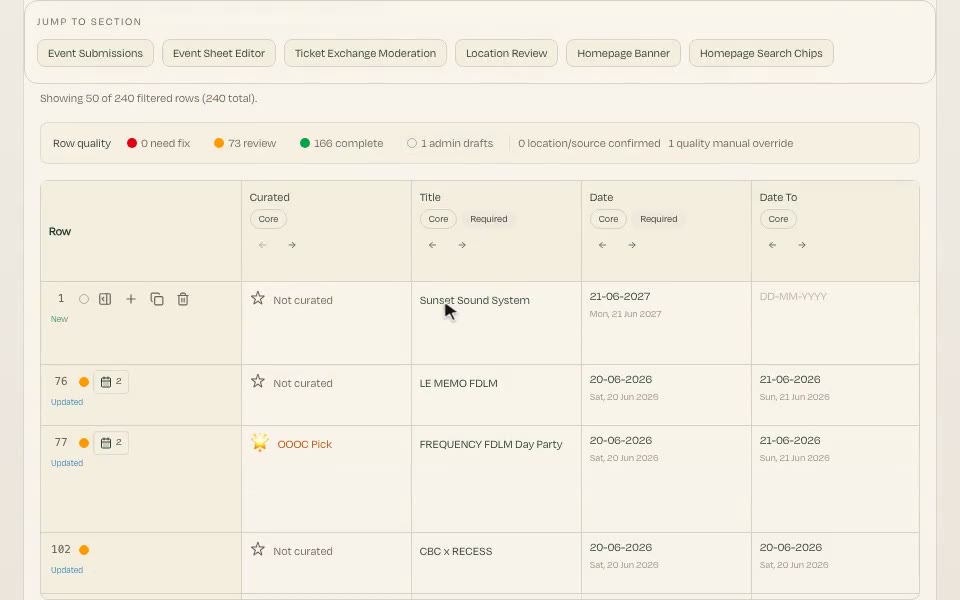 JUMP TO SECTION
Event Submissions
Event Sheet Editor
Ticket Exchange Moderation
Location Review
Homepage Banner
Homepage Search Chips
Showing 50 of 240 filtered rows (240 total).
Row quality
0 need fix
73 review
166 complete
1 admin drafts
0 location/source confirmed
1 quality manual override
Row
Curated
Core
← →
Title
Core Required
← →
Date
Core Required
← →
Date To
Core
← →
1
New
Not curated
Sunset Sound System
21-06-2027
Mon, 21 Jun 2027
DD-MM-YYYY
76
2
Updated
Not curated
LE MEMO FDLM
20-06-2026
Sat, 20 Jun 2026
21-06-2026
Sun, 21 Jun 2026
77
2
Updated
OOOC Pick
FREQUENCY FDLM Day Party
20-06-2026
Sat, 20 Jun 2026
21-06-2026
Sun, 21 Jun 2026
102
Updated
Not curated
CBC x RECESS
20-06-2026
Sat, 20 Jun 2026
20-06-2026
Sat, 20 Jun 2026